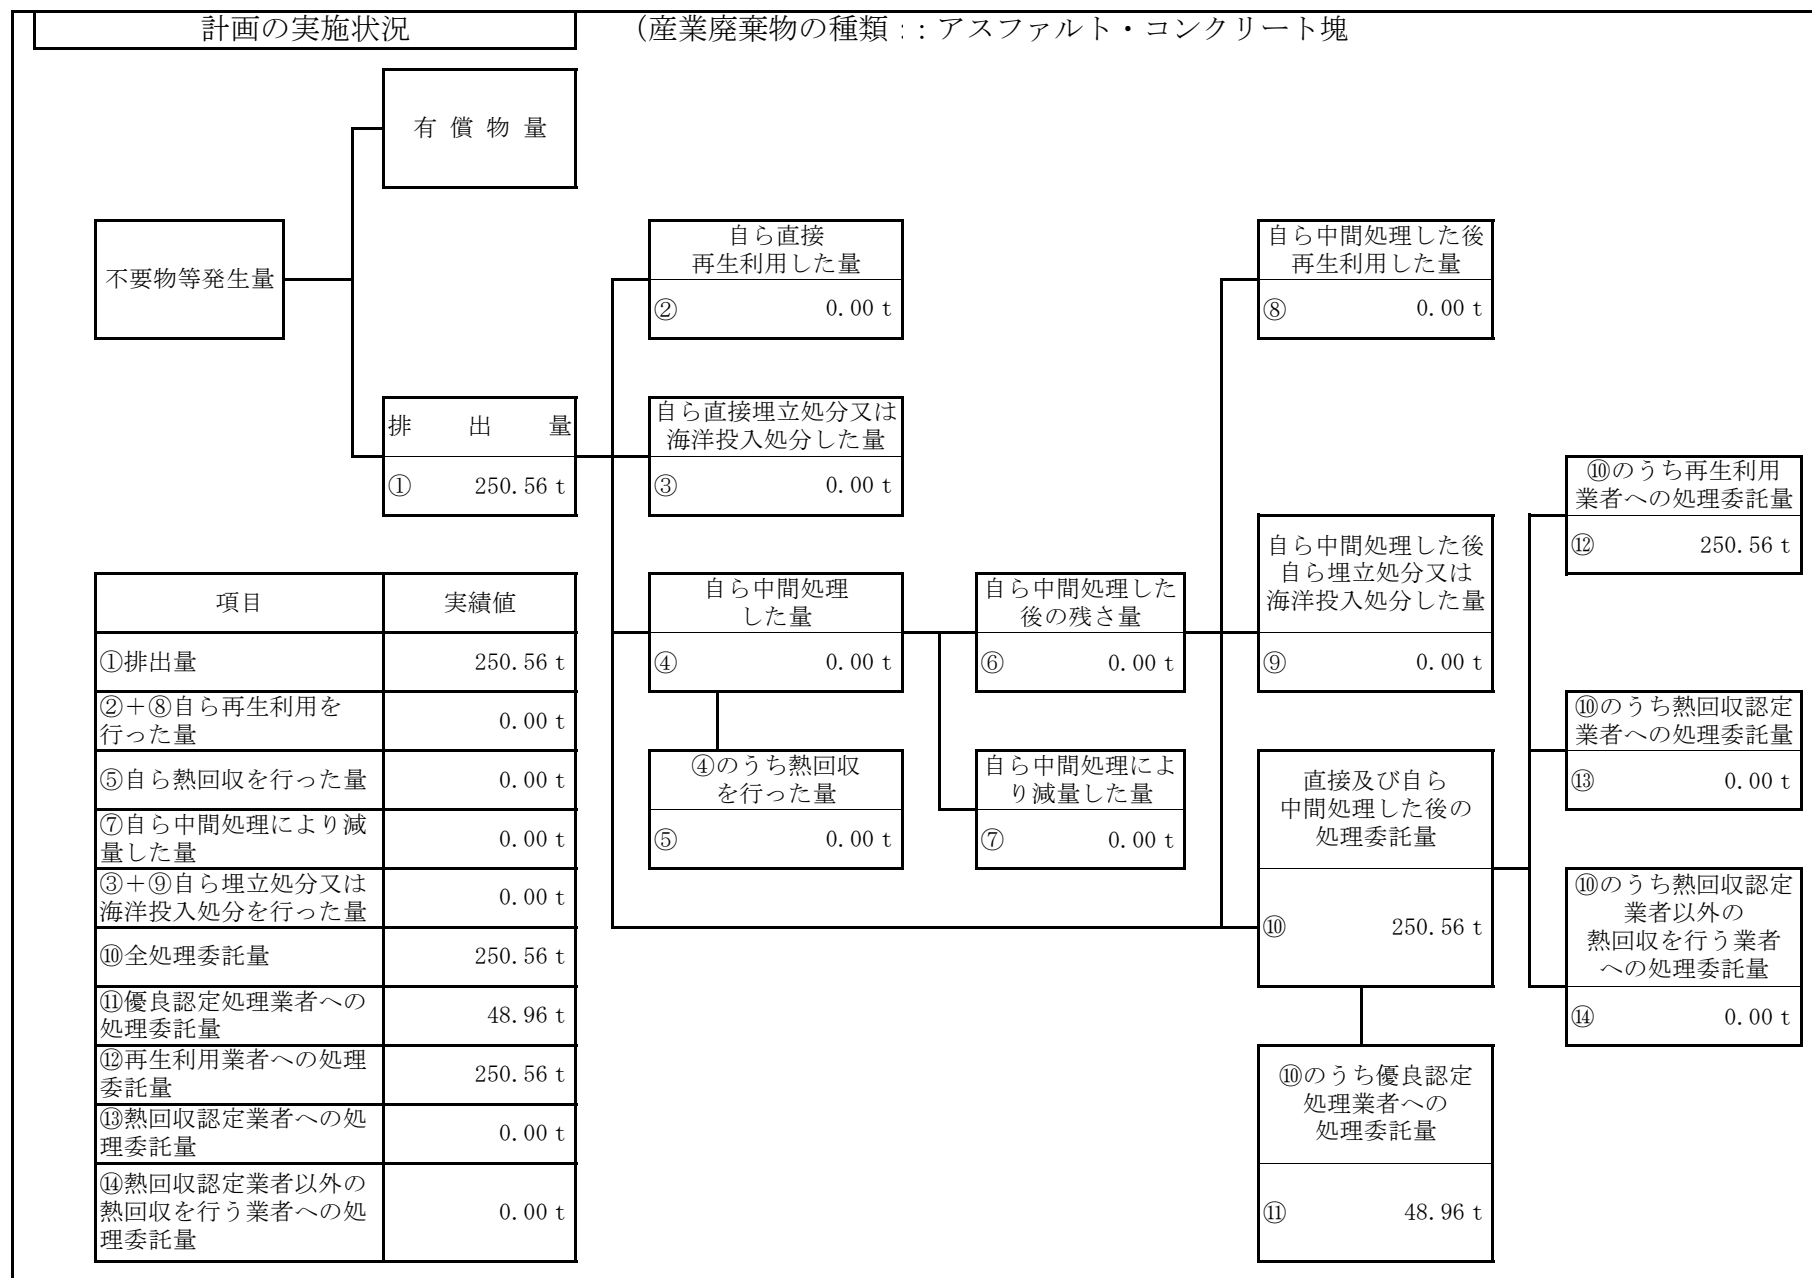 計画の実施状況
（産業廃棄物の種類：：アスファルト・コンクリート塊
有 償 物 量
不要物等発生量
自ら直接
再生利用した量
② 0.00 t
自ら中間処理した後
再生利用した量
⑧ 0.00 t
排 出 量
① 250.56 t
自ら直接埋立処分又は
海洋投入処分した量
③ 0.00 t
⑩のうち再生利用
業者への処理委託量
⑫ 250.56 t
自ら中間処理した後
自ら埋立処分又は
海洋投入処分した量
⑨ 0.00 t
自ら中間処理
した量
④ 0.00 t
自ら中間処理した
後の残さ量
⑥ 0.00 t
④のうち熱回収
を行った量
⑤ 0.00 t
自ら中間処理によ
り減量した量
⑦ 0.00 t
直接及び自ら
中間処理した後の
処理委託量
⑩ 250.56 t
⑩のうち熱回収認定
業者への処理委託量
⑬ 0.00 t
⑩のうち熱回収認定
業者以外の
熱回収を行う業者
への処理委託量
⑭ 0.00 t
⑩のうち優良認定
処理業者への
処理委託量
⑪ 48.96 t
項目 実績値
①排出量 250.56 t
②＋⑧自ら再生利用を
行った量 0.00 t
⑤自ら熱回収を行った量 0.00 t
⑦自ら中間処理により減
量した量 0.00 t
③＋⑨自ら埋立処分又は
海洋投入処分を行った量 0.00 t
⑩全処理委託量 250.56 t
⑪優良認定処理業者への
処理委託量 48.96 t
⑫再生利用業者への処理
委託量 250.56 t
⑬熱回収認定業者への処
理委託量 0.00 t
⑭熱回収認定業者以外の
熱回収を行う業者への処
理委託量 0.00 t